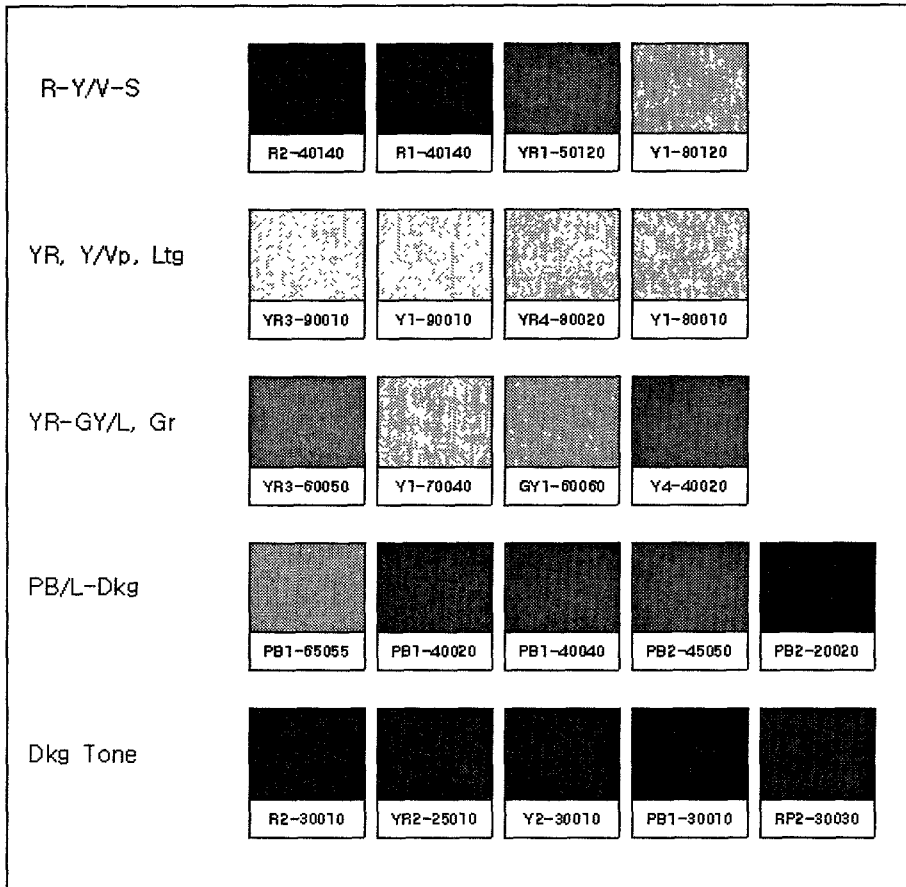 R-Y/V-S
R2-40140 R1-40140 YR1-50120 Y1-80120
YR, Y/Vp, Ltg
YR3-90010 Y1-90010 YR4-80020 Y1-80010
YR-GY/L, Gr
YR3-60050 Y1-70040 GY1-60060 Y4-40020
PB/L-Dkg
PB1-65055 PB1-40020 PB1-40040 PB2-45050 PB2-20020
Dkg Tone
R2-30010 YR2-25010 Y2-30010 PB1-30010 RP2-30030